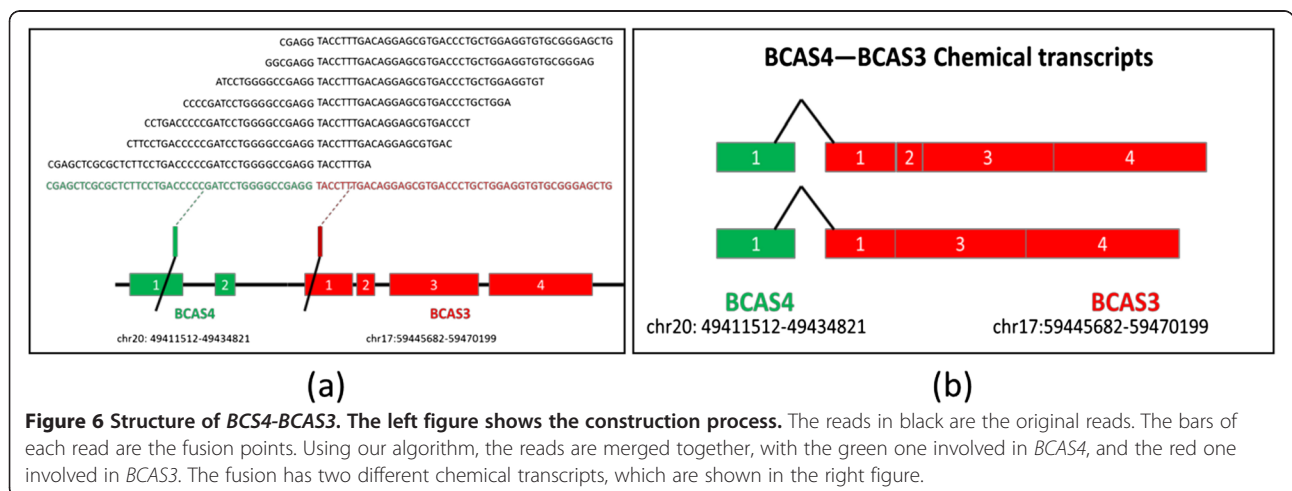 CGAGG TACCTTTGACAGGAGCGTGACCCTGCTGGAGGTGTGCGGGAGCTG
GGCGAGG TACCTTTGACAGGAGCGTGACCCTGCTGGAGGTGTGCGGGAG
ATCCTGGGGCCGAGG TACCTTTGACAGGAGCGTGACCCTGCTGGAGGTGT
CCCCGATCCTGGGGCCGAGG TACCTTTGACAGGAGCGTGACCCTGCTGGA
CCTGACCCCCGATCCTGGGGCCGAGG TACCTTTGACAGGAGCGTGACCCT
CTTCCTGACCCCCGATCCTGGGGCCGAGG TACCTTTGACAGGAGCGTGAC
CGAGCTCGCGCTCTTCCTGACCCCCGATCCTGGGGCCGAGG TACCTTTGA
CGAGCTCGCGCTCTTCCTGACCCCCGATCCTGGGGCCGAGG TACCTTTGACAGGAGCGTGACCCTGCTGGAGGTGTGCGGGAGCTG
1 2 1 2 3 4
BCAS4 BCAS3
chr20: 49411512-49434821 chr17:59445682-59470199
(a)
BCAS4—BCAS3 Chemical transcripts
1 1 2 3 4
1 1 3 4
BCAS4 BCAS3
chr20: 49411512-49434821 chr17:59445682-59470199
(b)
Figure 6 Structure of BCS4-BCAS3. The left figure shows the construction process. The reads in black are the original reads. The bars of
each read are the fusion points. Using our algorithm, the reads are merged together, with the green one involved in BCAS4, and the red one
involved in BCAS3. The fusion has two different chemical transcripts, which are shown in the right figure.